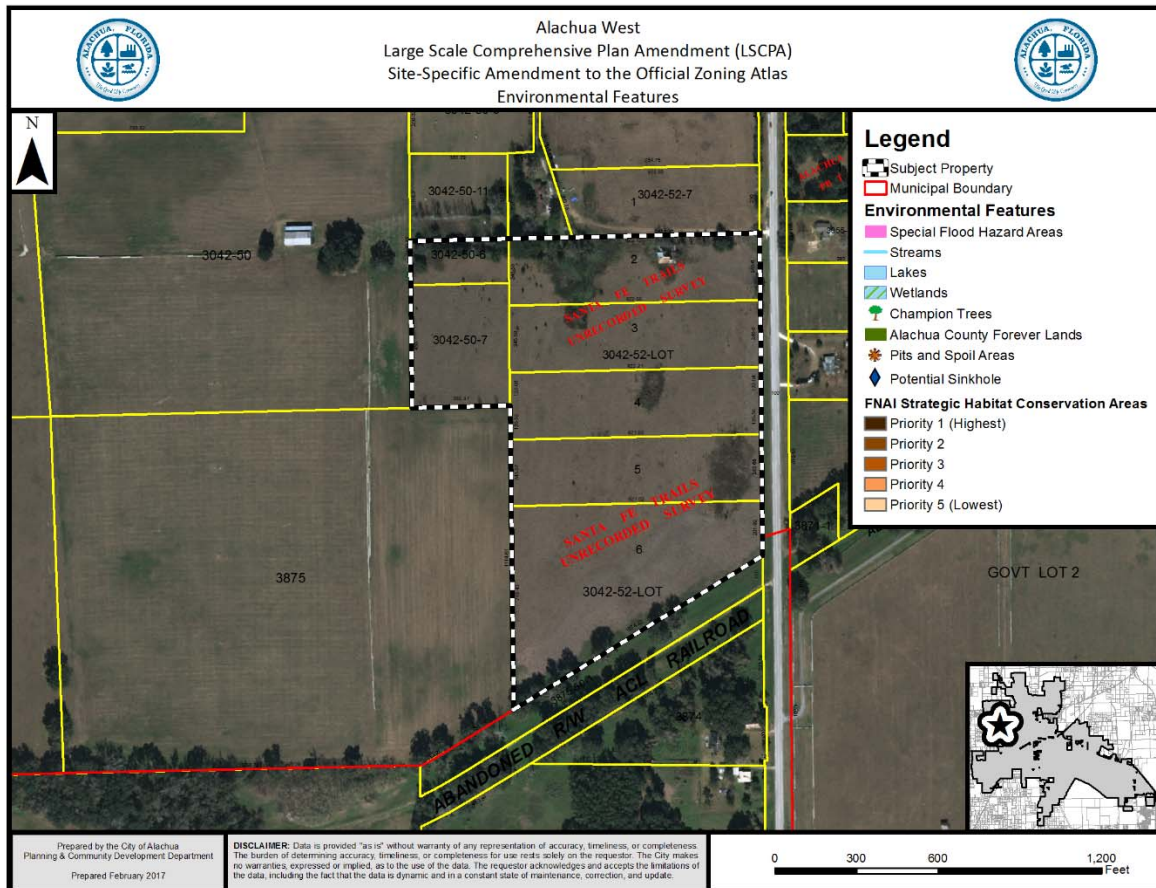 Alachua West
Large Scale Comprehensive Plan Amendment (LSCPA)
Site-Specific Amendment to the Official Zoning Atlas
Environmental Features
ALACHUA, FLORIDA
ALACHUA, FLORIDA
N
Legend
Subject Property
Municipal Boundary
Environmental Features
Special Flood Hazard Areas
Streams
Lakes
Wetlands
Champion Trees
Alachua County Forever Lands
Pits and Spoil Areas
Potential Sinkhole
FNAI Strategic Habitat Conservation Areas
Priority 1 (Highest)
Priority 2
Priority 3
Priority 4
Priority 5 (Lowest)
3042-50-11
1
3042-52-7
3042-50
3042-50-6
2
SANTA FE TRAILS
UNRECORDED SURVEY
3
3042-50-7
3042-52-LOT
4
5
SANTA FE TRAILS
UNRECORDED SURVEY
6
3875
3042-52-LOT
GOVT LOT 2
ABANDONED R/W ACL RAILROAD
3874
Prepared by the City of Alachua
Planning & Community Development Department
Prepared February 2017
DISCLAIMER: Data is provided "as is" without warranty of any representation of accuracy, timeliness, or completeness.
The burden of determining accuracy, timeliness, or completeness for use rests solely on the requestor. The City makes
no warranties, expressed or implied, as to the use of the data. The requestor acknowledges and accepts the limitations of
the data, including the fact that the data is dynamic and in a constant state of maintenance, correction, and update.
0 300 600 1,200
Feet